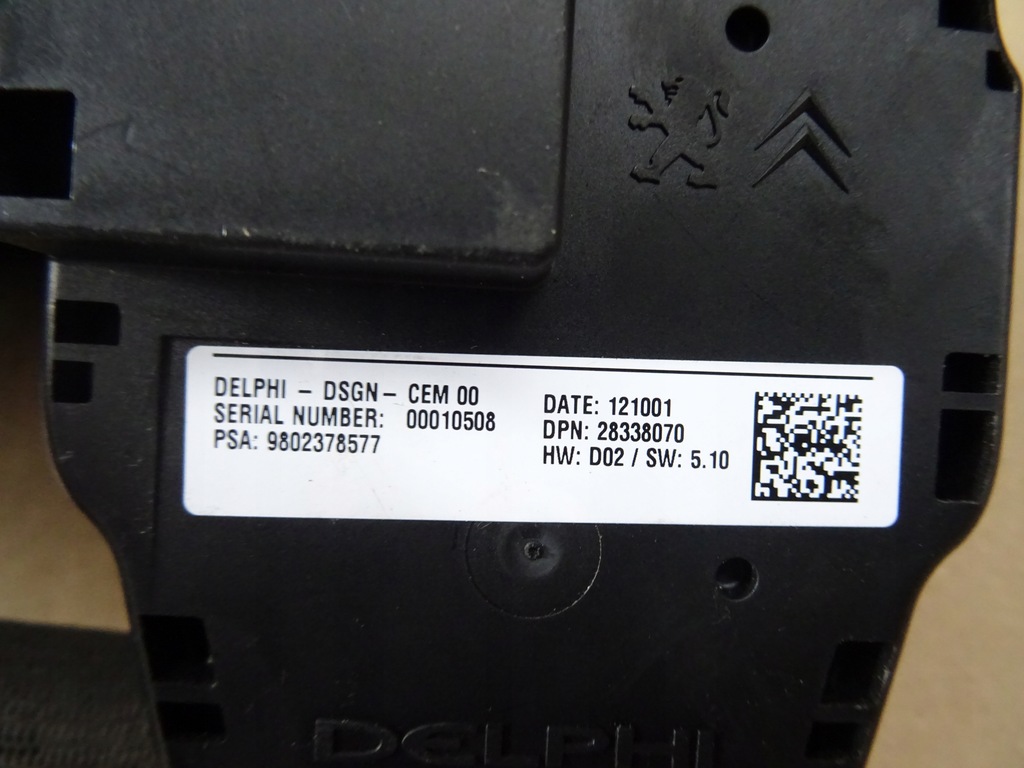 DELPHI - DSGN - CEM 00
SERIAL NUMBER: 00010508
PSA: 9802378577
DATE: 121001
DPN: 28338070
HW: D02 / SW: 5.10
DELPHI